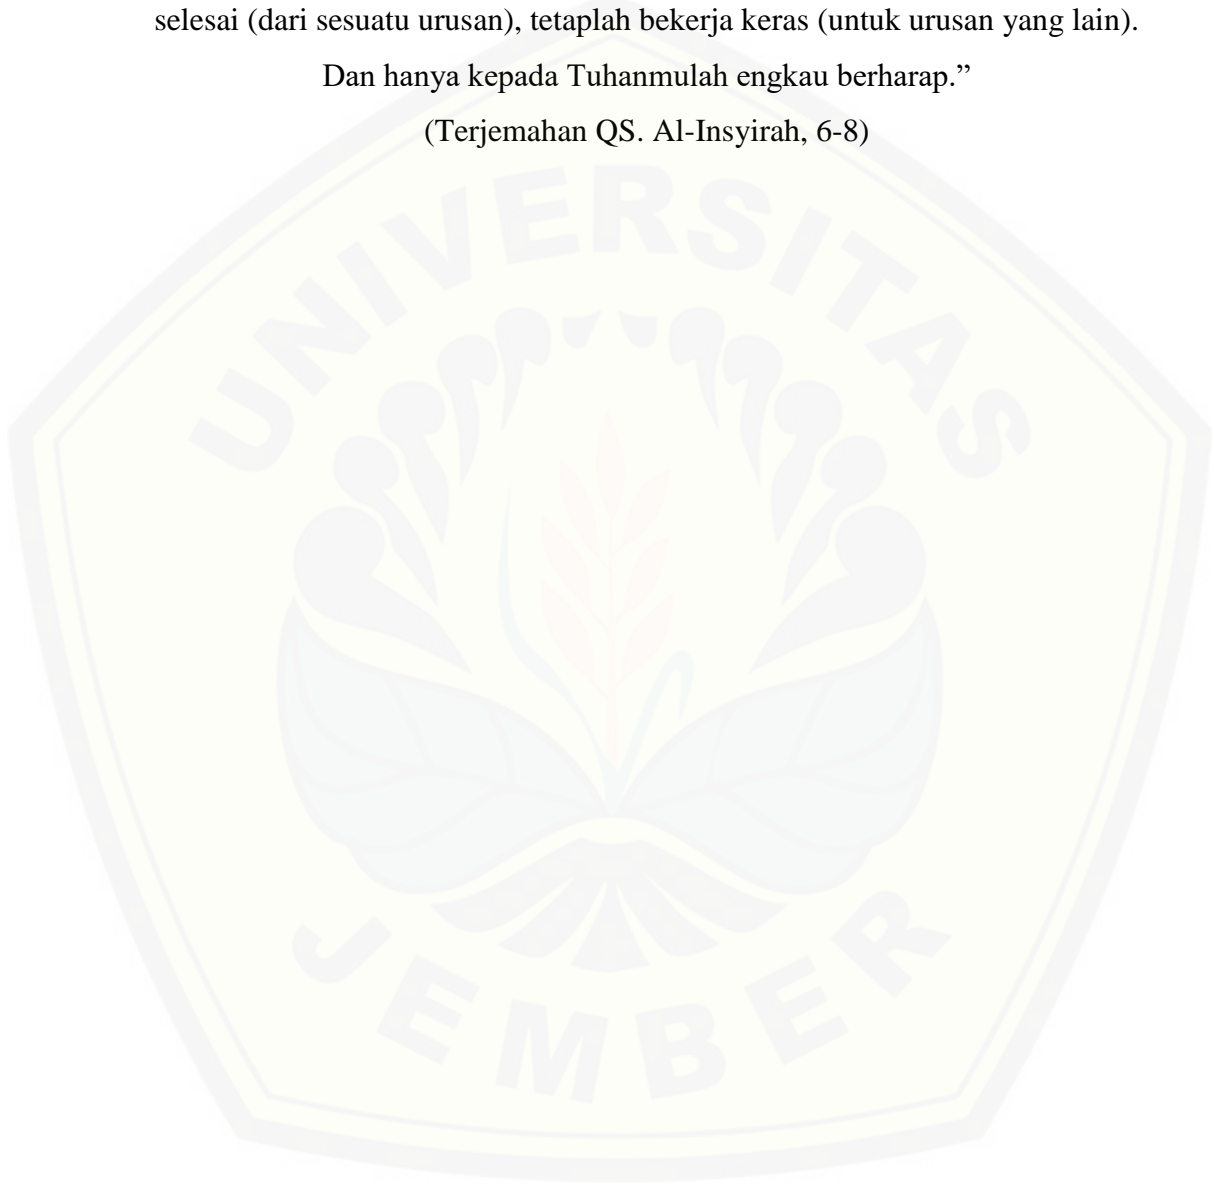 selesai (dari sesuatu urusan), tetaplah bekerja keras (untuk urusan yang lain).
Dan hanya kepada Tuhanmulah engkau berharap.”
(Terjemahan QS. Al-Insyirah, 6-8)
UNIVERSITAS
JEMBER